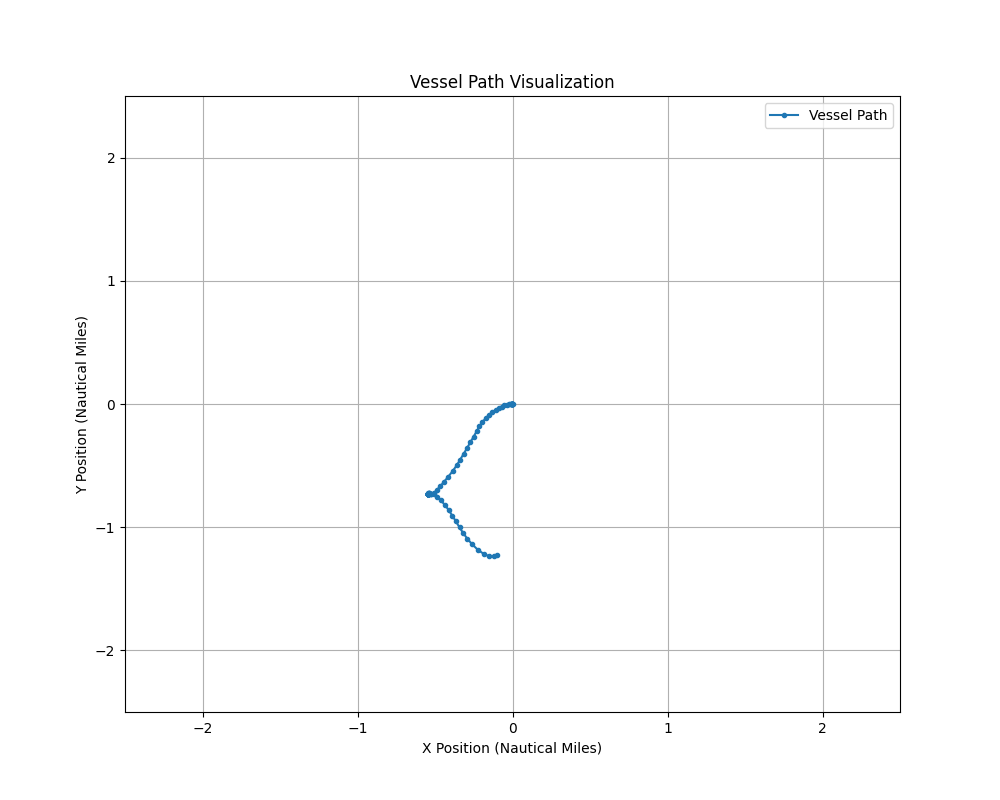 Vessel Path Visualization
Vessel Path
2
1
0
−1
−2
Y Position (Nautical Miles)
−2
−1
0
1
2
X Position (Nautical Miles)